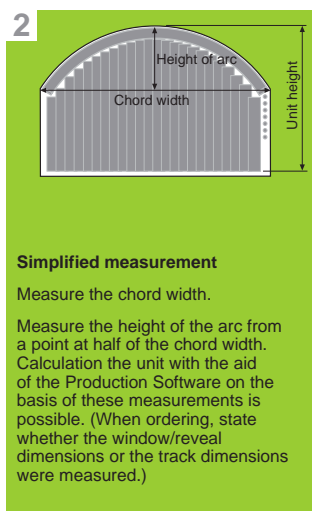 2
Height of arc
Chord width
Unit height
Simplified measurement
Measure the chord width.
Measure the height of the arc from
a point at half of the chord width.
Calculation the unit with the aid
of the Production Software on the
basis of these measurements is
possible. (When ordering, state
whether the window/reveal
dimensions or the track dimensions
were measured.)